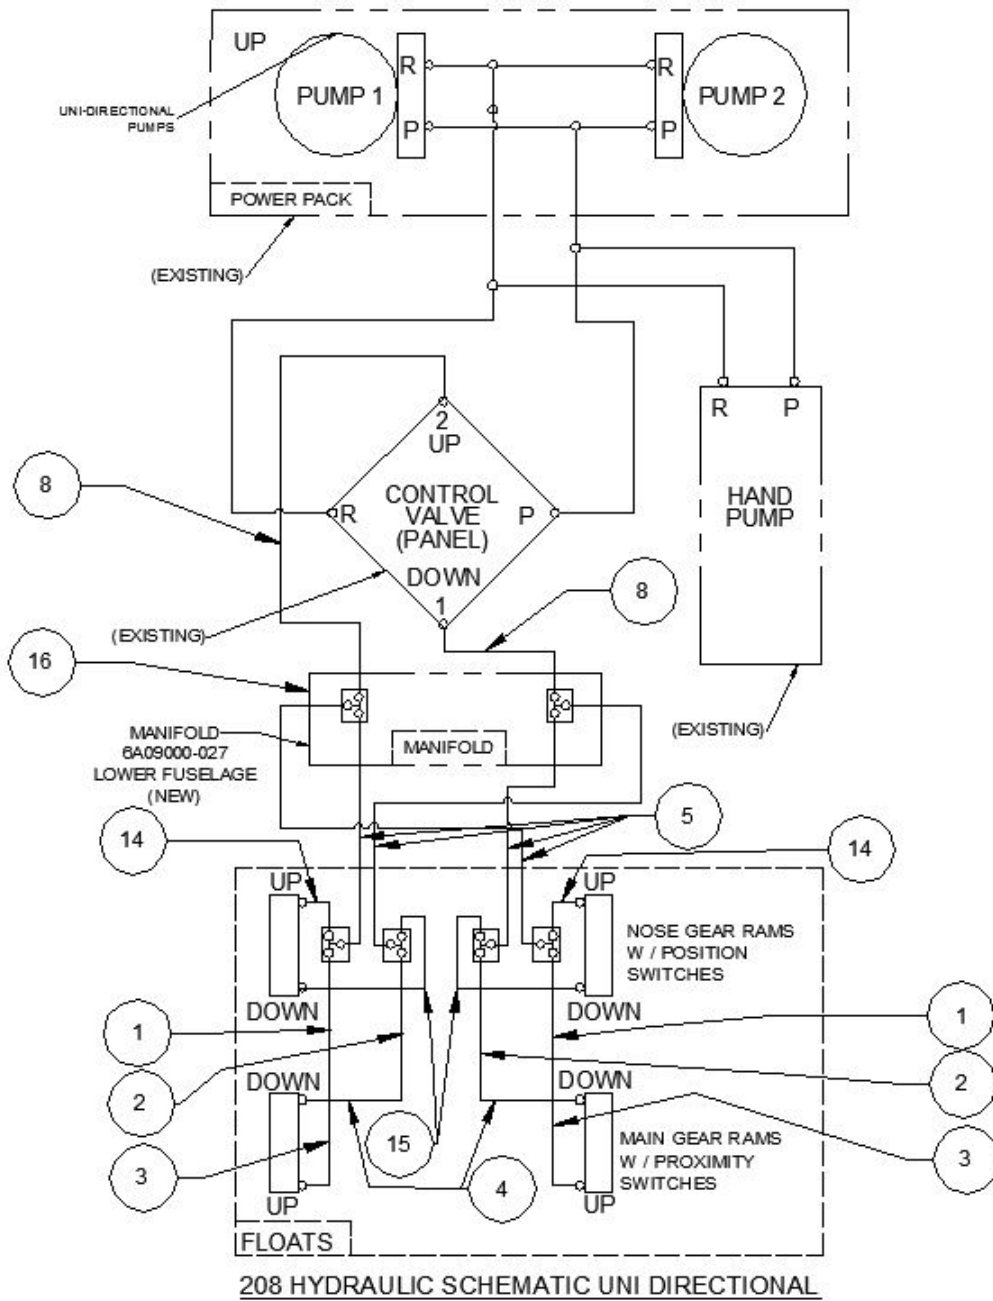 UP
PUMP 1
R
P
R
P
PUMP 2
UNI-DIRECTIONAL
PUMPS
POWER PACK
(EXISTING)
R P
HAND
PUMP
2
UP
CONTROL
VALVE
(PANEL)
R
P
DOWN
1
8
8
(EXISTING)
16
(EXISTING)
MANIFOLD
6A09000-027
LOWER FUSELAGE
(NEW)
MANIFOLD
5
14
14
UP
UP
NOSE GEAR RAMS
W / POSITION
SWITCHES
DOWN
DOWN
1
1
2
2
DOWN
DOWN
15
MAIN GEAR RAMS
W / PROXIMITY
SWITCHES
3
3
4
UP
UP
FLOATS
208 HYDRAULIC SCHEMATIC UNI DIRECTIONAL